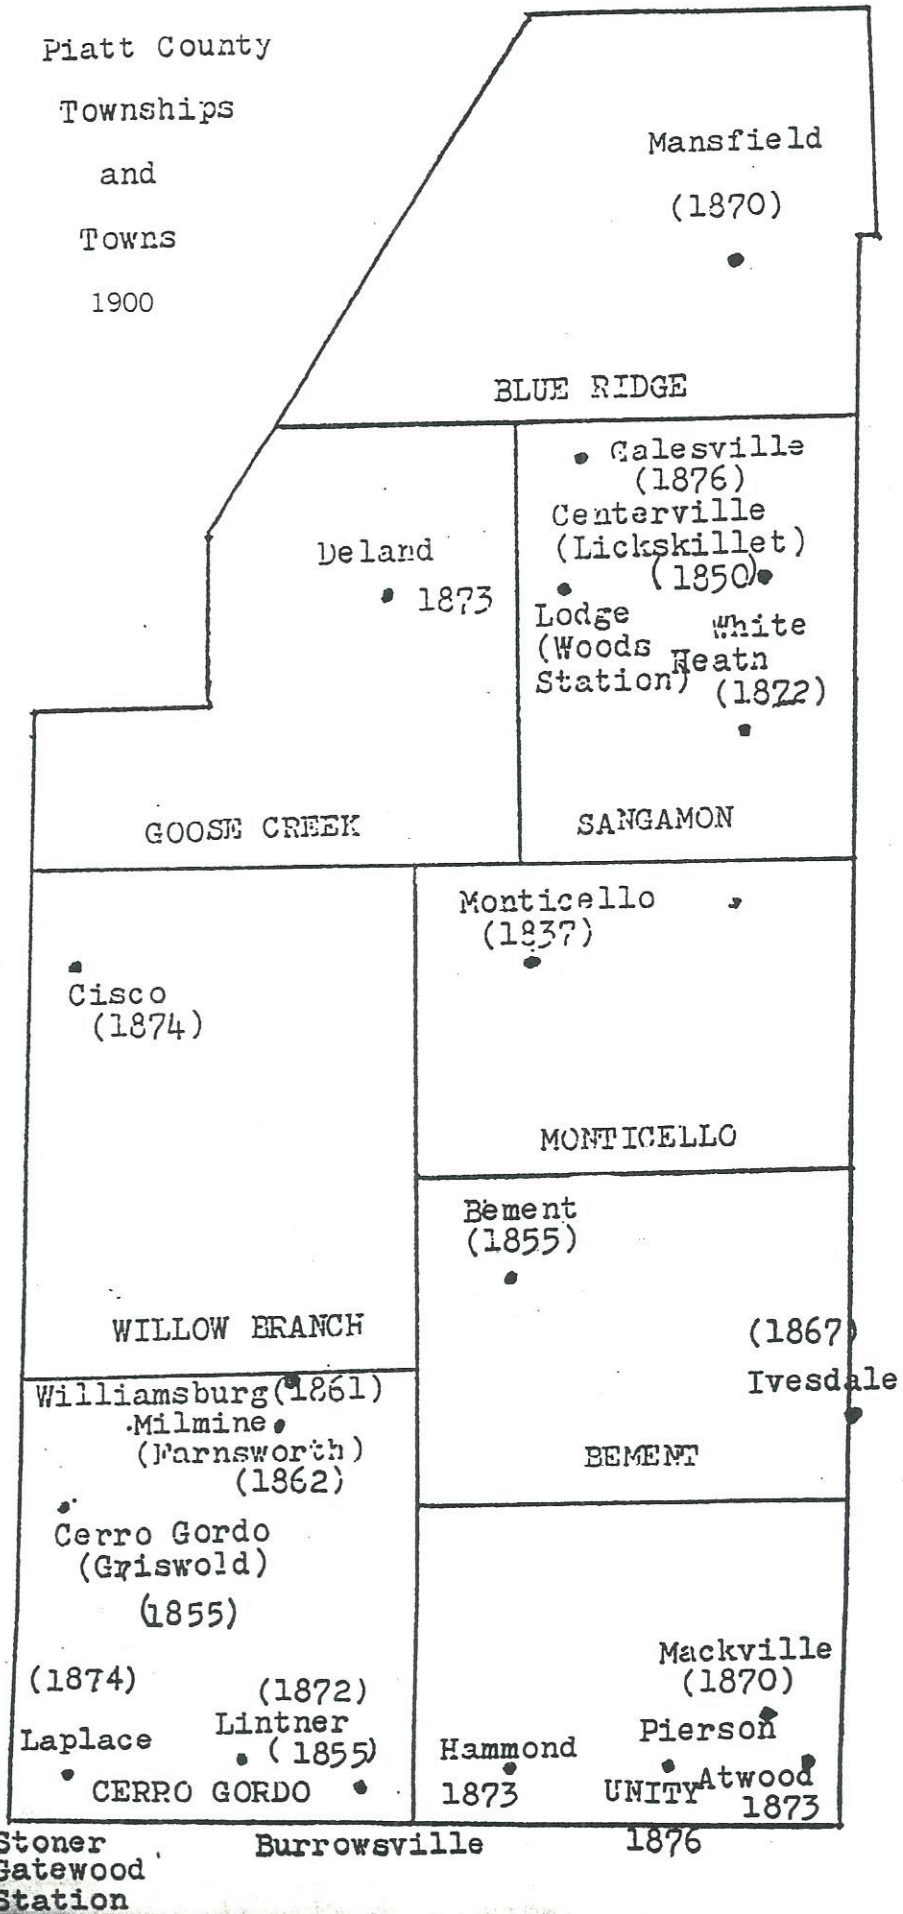 Piatt County
Townships
and
Towns
1900
Mansfield
(1870)
BLUE RIDGE
Galesville
(1876)
Centerville
(Lickskillet)
(1850)
Deland
1873
Lodge
(Woods
Station)
White
Heath
(1872)
GOOSE CREEK
SANGAMON
Monticello
(1837)
Cisco
(1874)
MONTICELLO
Bement
(1855)
WILLOW BRANCH
(1867)
Ivesdale
BEMENT
Williamsburg (1861)
Milmine
(Farnsworth)
(1862)
Cerro Gordo
(Griswold)
(1855)
(1874)
Laplace
(1872)
Lintner
(1855)
CERRO GORDO
Mackville
(1870)
Pierson
Hammond
1873
UNITY
Atwood
1873
Stoner
Gatewood
Station
Burrowsville
1876